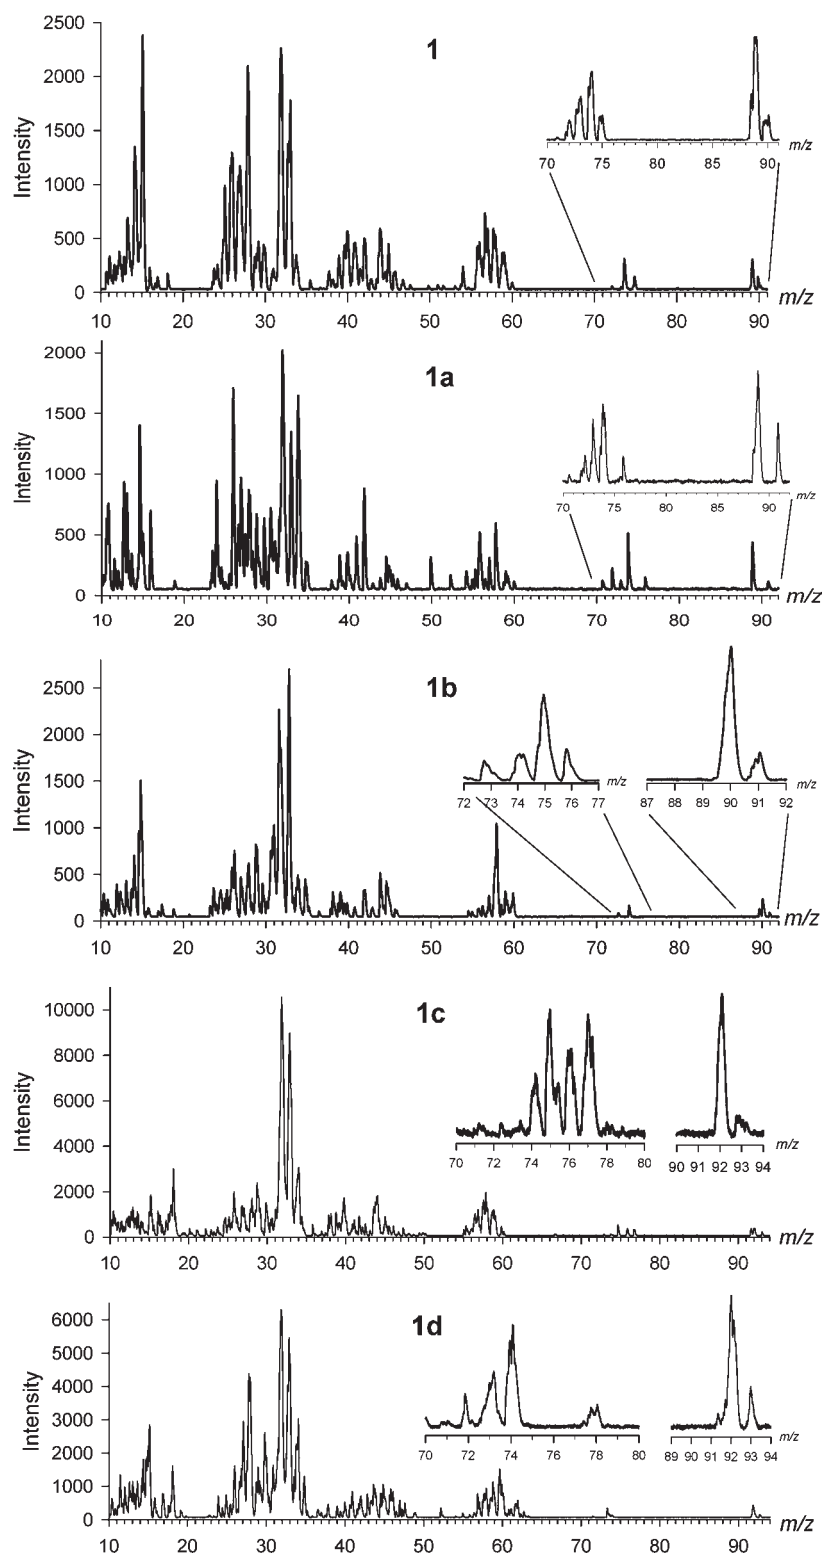 2500
2000
1500
1000
500
0
Intensity
1
70 75 80 85 90 m/z
10 20 30 40 50 60 70 80 90 m/z
2000
1500
1000
500
0
Intensity
1a
70 75 80 85 90 m/z
10 20 30 40 50 60 70 80 90 m/z
2500
2000
1500
1000
500
0
Intensity
1b
72 73 74 75 76 77 m/z
87 88 89 90 91 92 m/z
10 20 30 40 50 60 70 80 90 m/z
10000
8000
6000
4000
2000
0
Intensity
1c
70 72 74 76 78 80
90 91 92 93 94 m/z
10 20 30 40 50 60 70 80 90 m/z
6000
5000
4000
3000
2000
1000
0
Intensity
1d
70 72 74 76 78 80
89 90 91 92 93 94 m/z
10 20 30 40 50 60 70 80 90 m/z